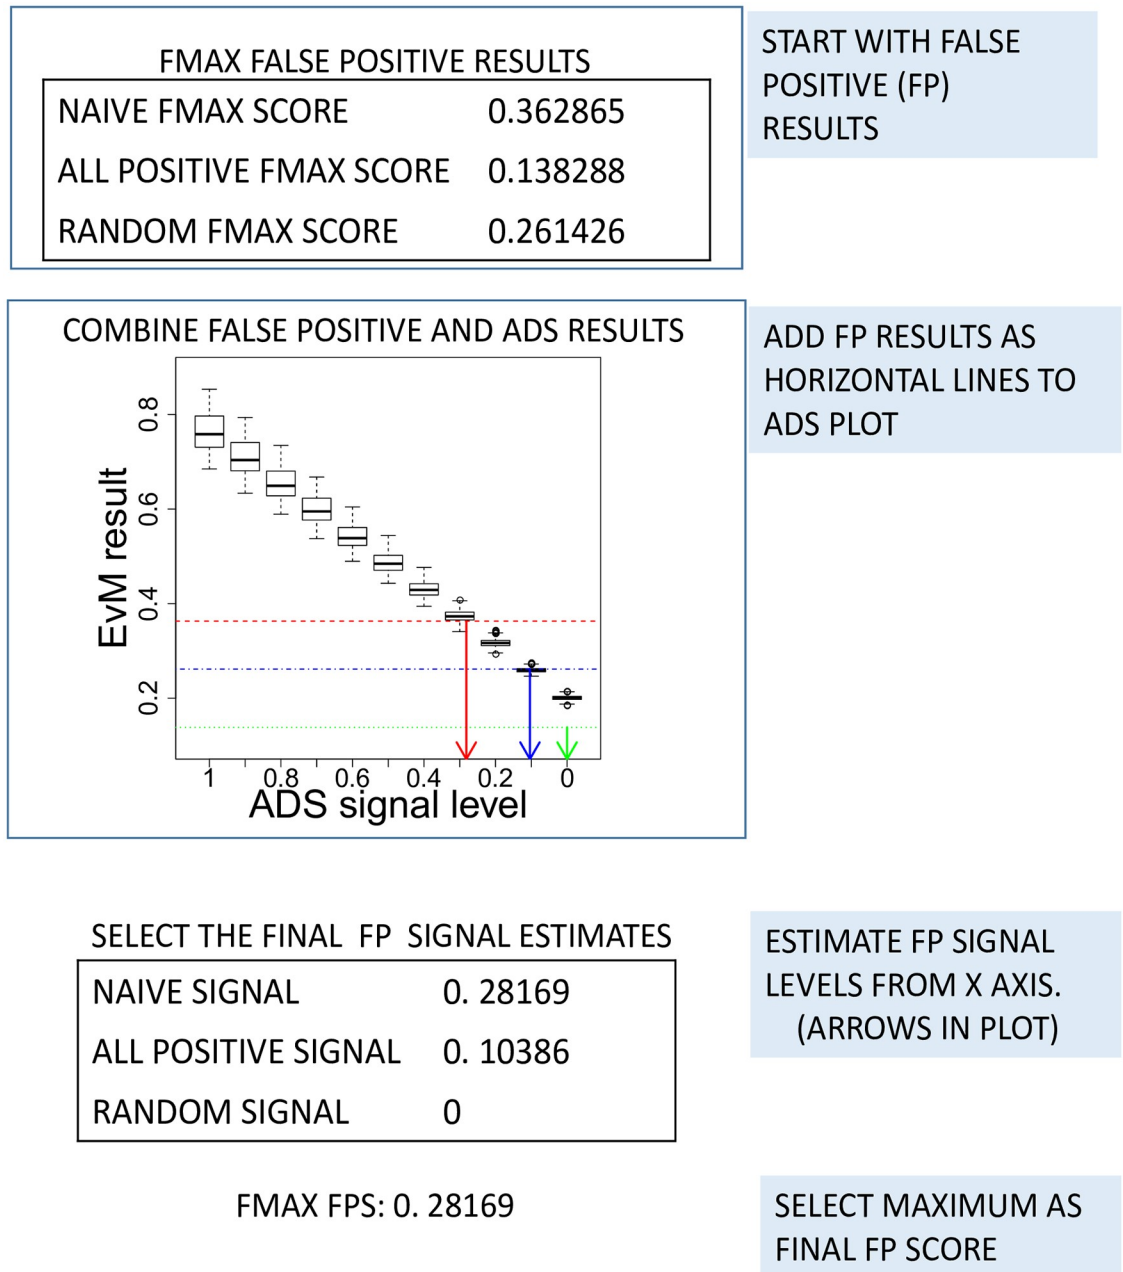 FMAX FALSE POSITIVE RESULTS
NAIVE FMAX SCORE 0.362865
ALL POSITIVE FMAX SCORE 0.138288
RANDOM FMAX SCORE 0.261426
START WITH FALSE
POSITIVE (FP)
RESULTS
COMBINE FALSE POSITIVE AND ADS RESULTS
EvM result
0.8
0.6
0.4
0.2
1 0.8 0.6 0.4 0.2 0
ADS signal level
ADD FP RESULTS AS
HORIZONTAL LINES TO
ADS PLOT
SELECT THE FINAL FP SIGNAL ESTIMATES
NAIVE SIGNAL 0. 28169
ALL POSITIVE SIGNAL 0. 10386
RANDOM SIGNAL 0
ESTIMATE FP SIGNAL
LEVELS FROM X AXIS.
(ARROWS IN PLOT)
FMAX FPS: 0. 28169
SELECT MAXIMUM AS
FINAL FP SCORE